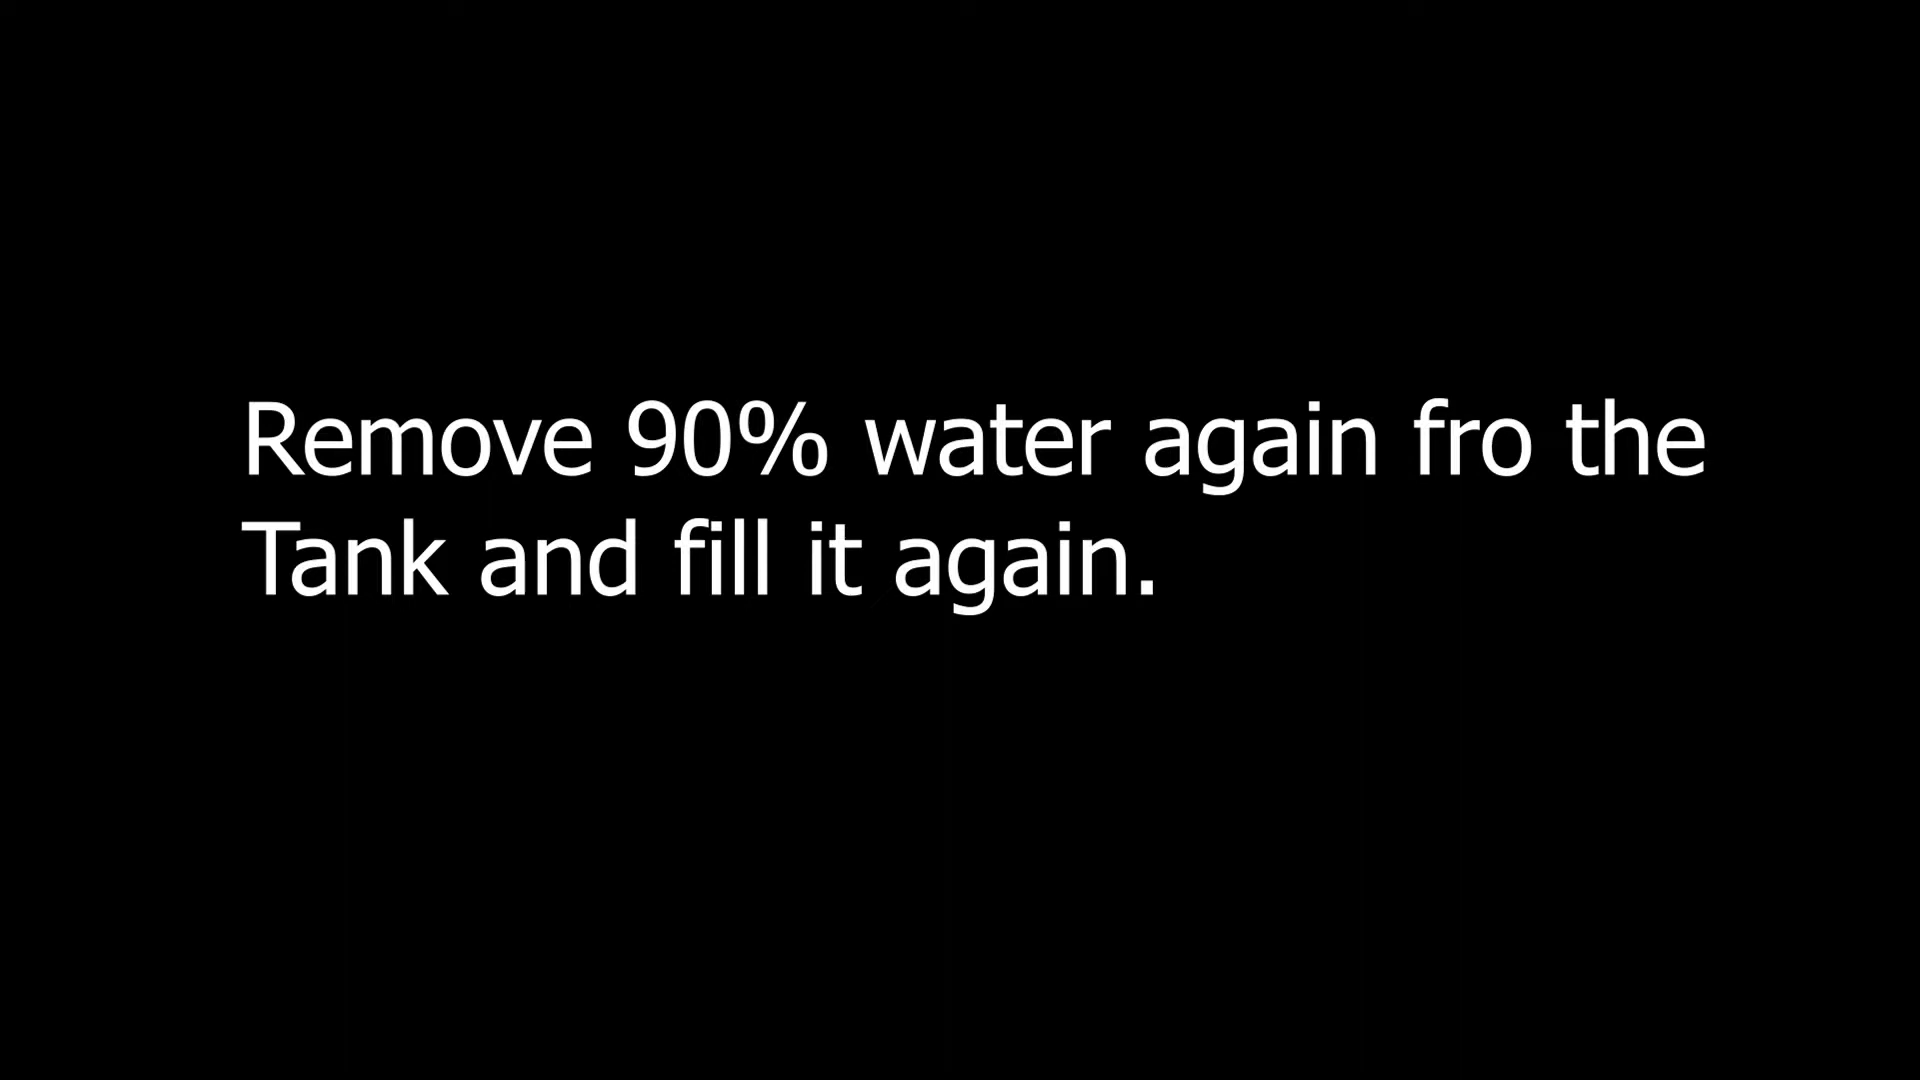 Remove 90% water again fro the
Tank and fill it again.